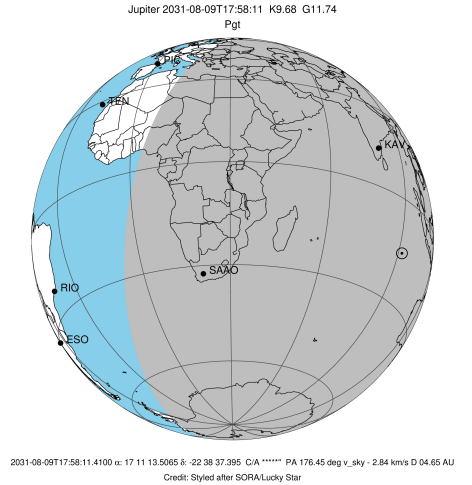 Jupiter 2031-08-09T17:58:11 K9.68 G11.74
Pgt
PIC
TEN
KAV
SAAO
RIO
ESO
2031-08-09T17:58:11.4100 α: 17 11 13.5065 δ: -22 38 37.395 C/A *****" PA 176.45 deg v_sky - 2.84 km/s D 04.65 AU
Credit: Styled after SORA/Lucky Star